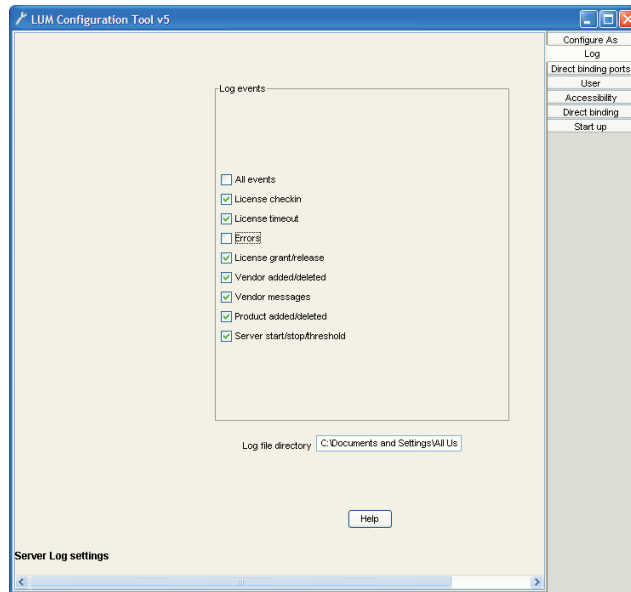 LUM Configuration Tool v5
Configure As
Log
Direct binding ports
User
Accessibility
Direct binding
Start up
Log events
All events
License checkin
License timeout
Errors
License grant/release
Vendor added/deleted
Vendor messages
Product added/deleted
Server start/stop/threshold
Log file directory C:\Documents and Settings\All Us
Help
Server Log settings